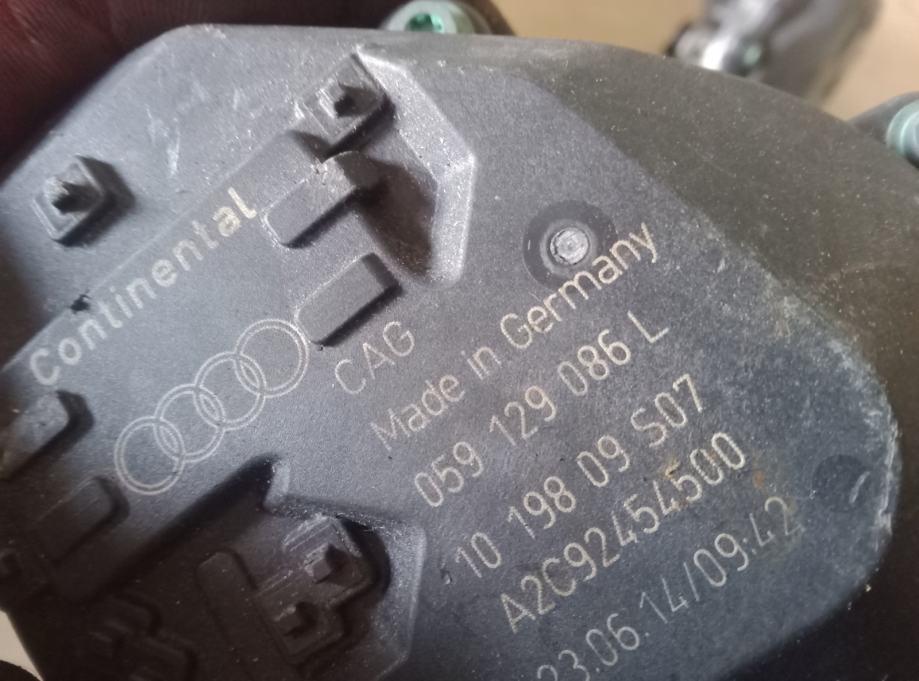 Continental
CAG
Made in Germany
059 129 086 L
10 198 09 S07
A2C92454500
23.06.14/09:42